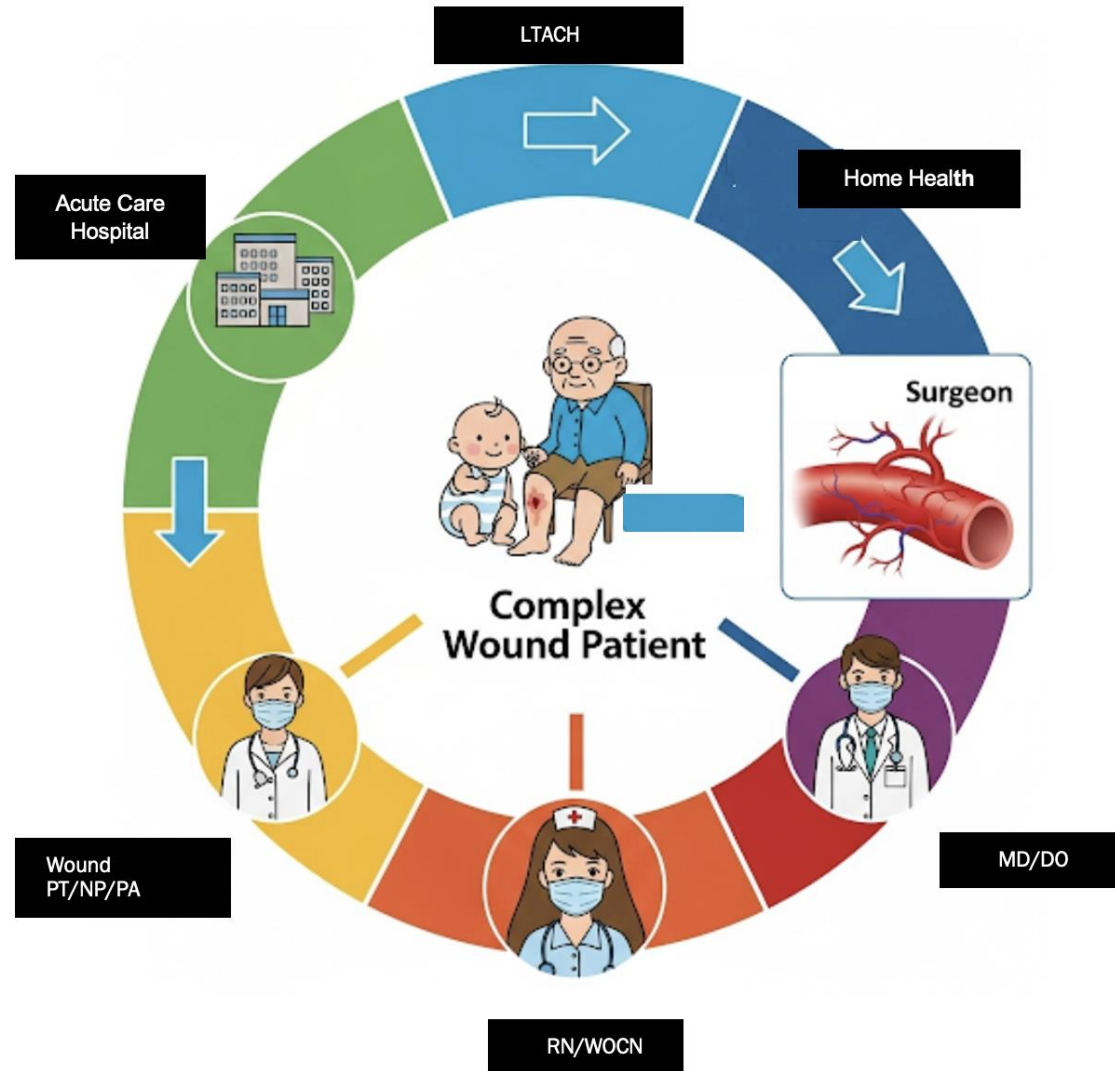 LTACH
Home Health
Acute Care
Hospital
Surgeon
Complex
Wound Patient
Wound
PT/NP/PA
MD/DO
RN/WOCN